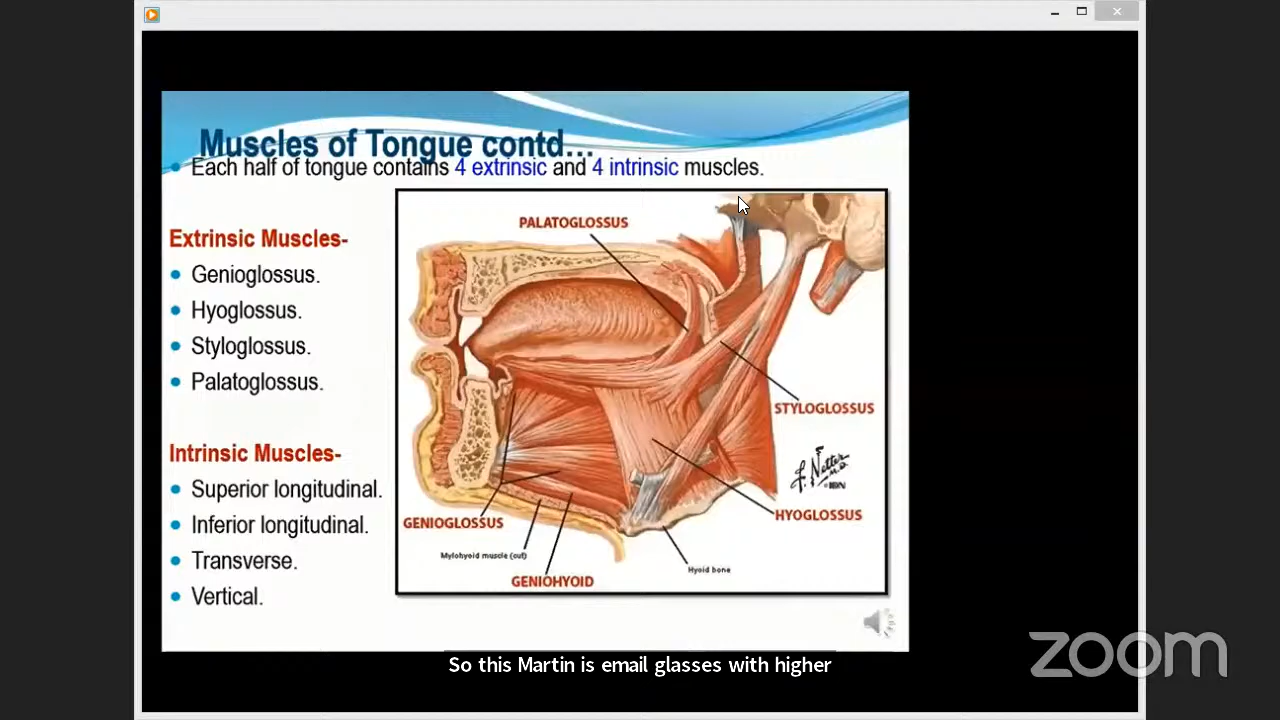 Muscles of Tongue contd...
• Each half of tongue contains 4 extrinsic and 4 intrinsic muscles.
Extrinsic Muscles-
• Genioglossus.
• Hyoglossus.
• Styloglossus.
• Palatoglossus.
Intrinsic Muscles-
• Superior longitudinal.
• Inferior longitudinal.
• Transverse.
• Vertical.
PALATOGLOSSUS
STYLOGLOSSUS
F. Netter
M.D.
HYOGLOSSUS
GENIOGLOSSUS
Mylohyoid muscle (cut)
Hyoid bone
GENIOHYOID
So this Martin is email glasses with higher
zoom